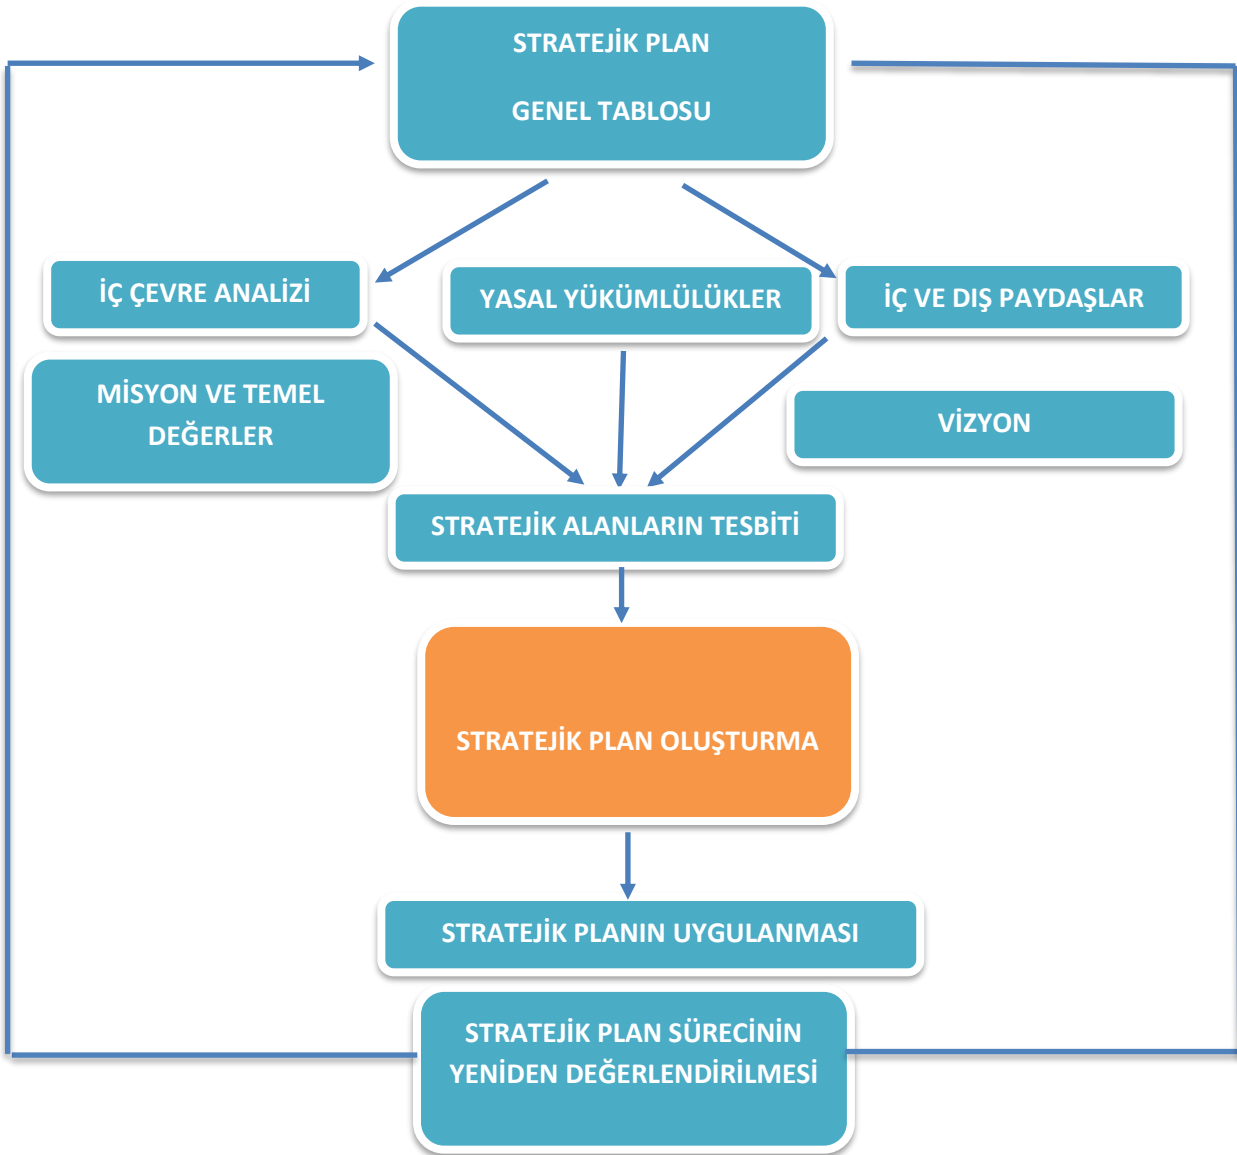 STRATEJİK PLAN
GENEL TABLOSU
İÇ ÇEVRE ANALİZİ
YASAL YÜKÜMLÜLÜKLER
İÇ VE DIŞ PAYDAŞLAR
MİSYON VE TEMEL
DEĞERLER
VİZYON
STRATEJİK ALANLARIN TESBİTİ
STRATEJİK PLAN OLUŞTURMA
STRATEJİK PLANIN UYGULANMASI
STRATEJİK PLAN SÜRECİNİN
YENİDEN DEĞERLENDİRİLMESİ